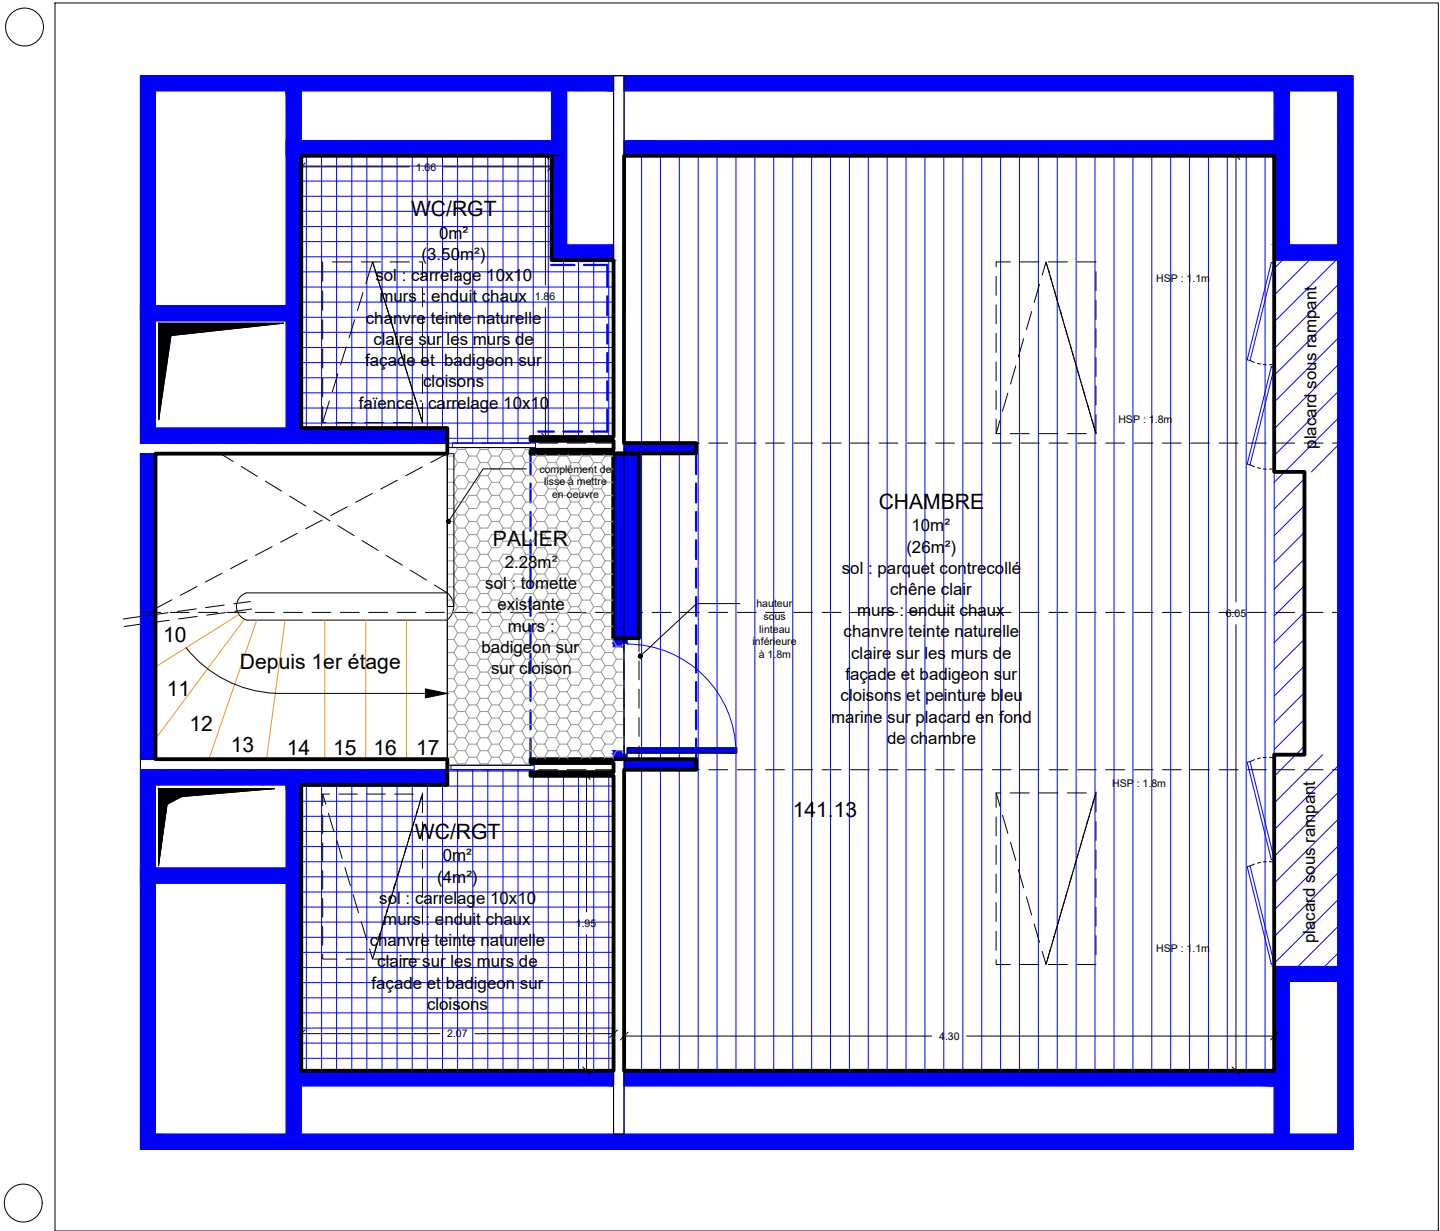 1.66
WC/RGT
0m²
(3.50m²)
sol : carrelage 10x10
murs : enduit chaux
chanvre teinte naturelle
claire sur les murs de
façade et badigeon sur
cloisons
faïence : carrelage 10x10
1.86
complément de
lisse à mettre
en oeuvre
PALIER
2.28m²
sol : tomette
existante
murs :
badigeon sur
sur cloison
Depuis 1er étage
10
11
12
13
14
15
16
17
WC/RGT
0m²
(4m²)
sol : carrelage 10x10
murs : enduit chaux
chanvre teinte naturelle
claire sur les murs de
façade et badigeon sur
cloisons
1.95
2.07
CHAMBRE
10m²
(26m²)
sol : parquet contrecollé
chêne clair
murs : enduit chaux
chanvre teinte naturelle
claire sur les murs de
façade et badigeon sur
cloisons et peinture bleu
marine sur placard en fond
de chambre
hauteur
sous
linteau
inférieure
à 1.8m
141.13
HSP : 1.1m
HSP : 1.8m
6.05
HSP : 1.8m
HSP : 1.1m
4.30
placard sous rampant
placard sous rampant